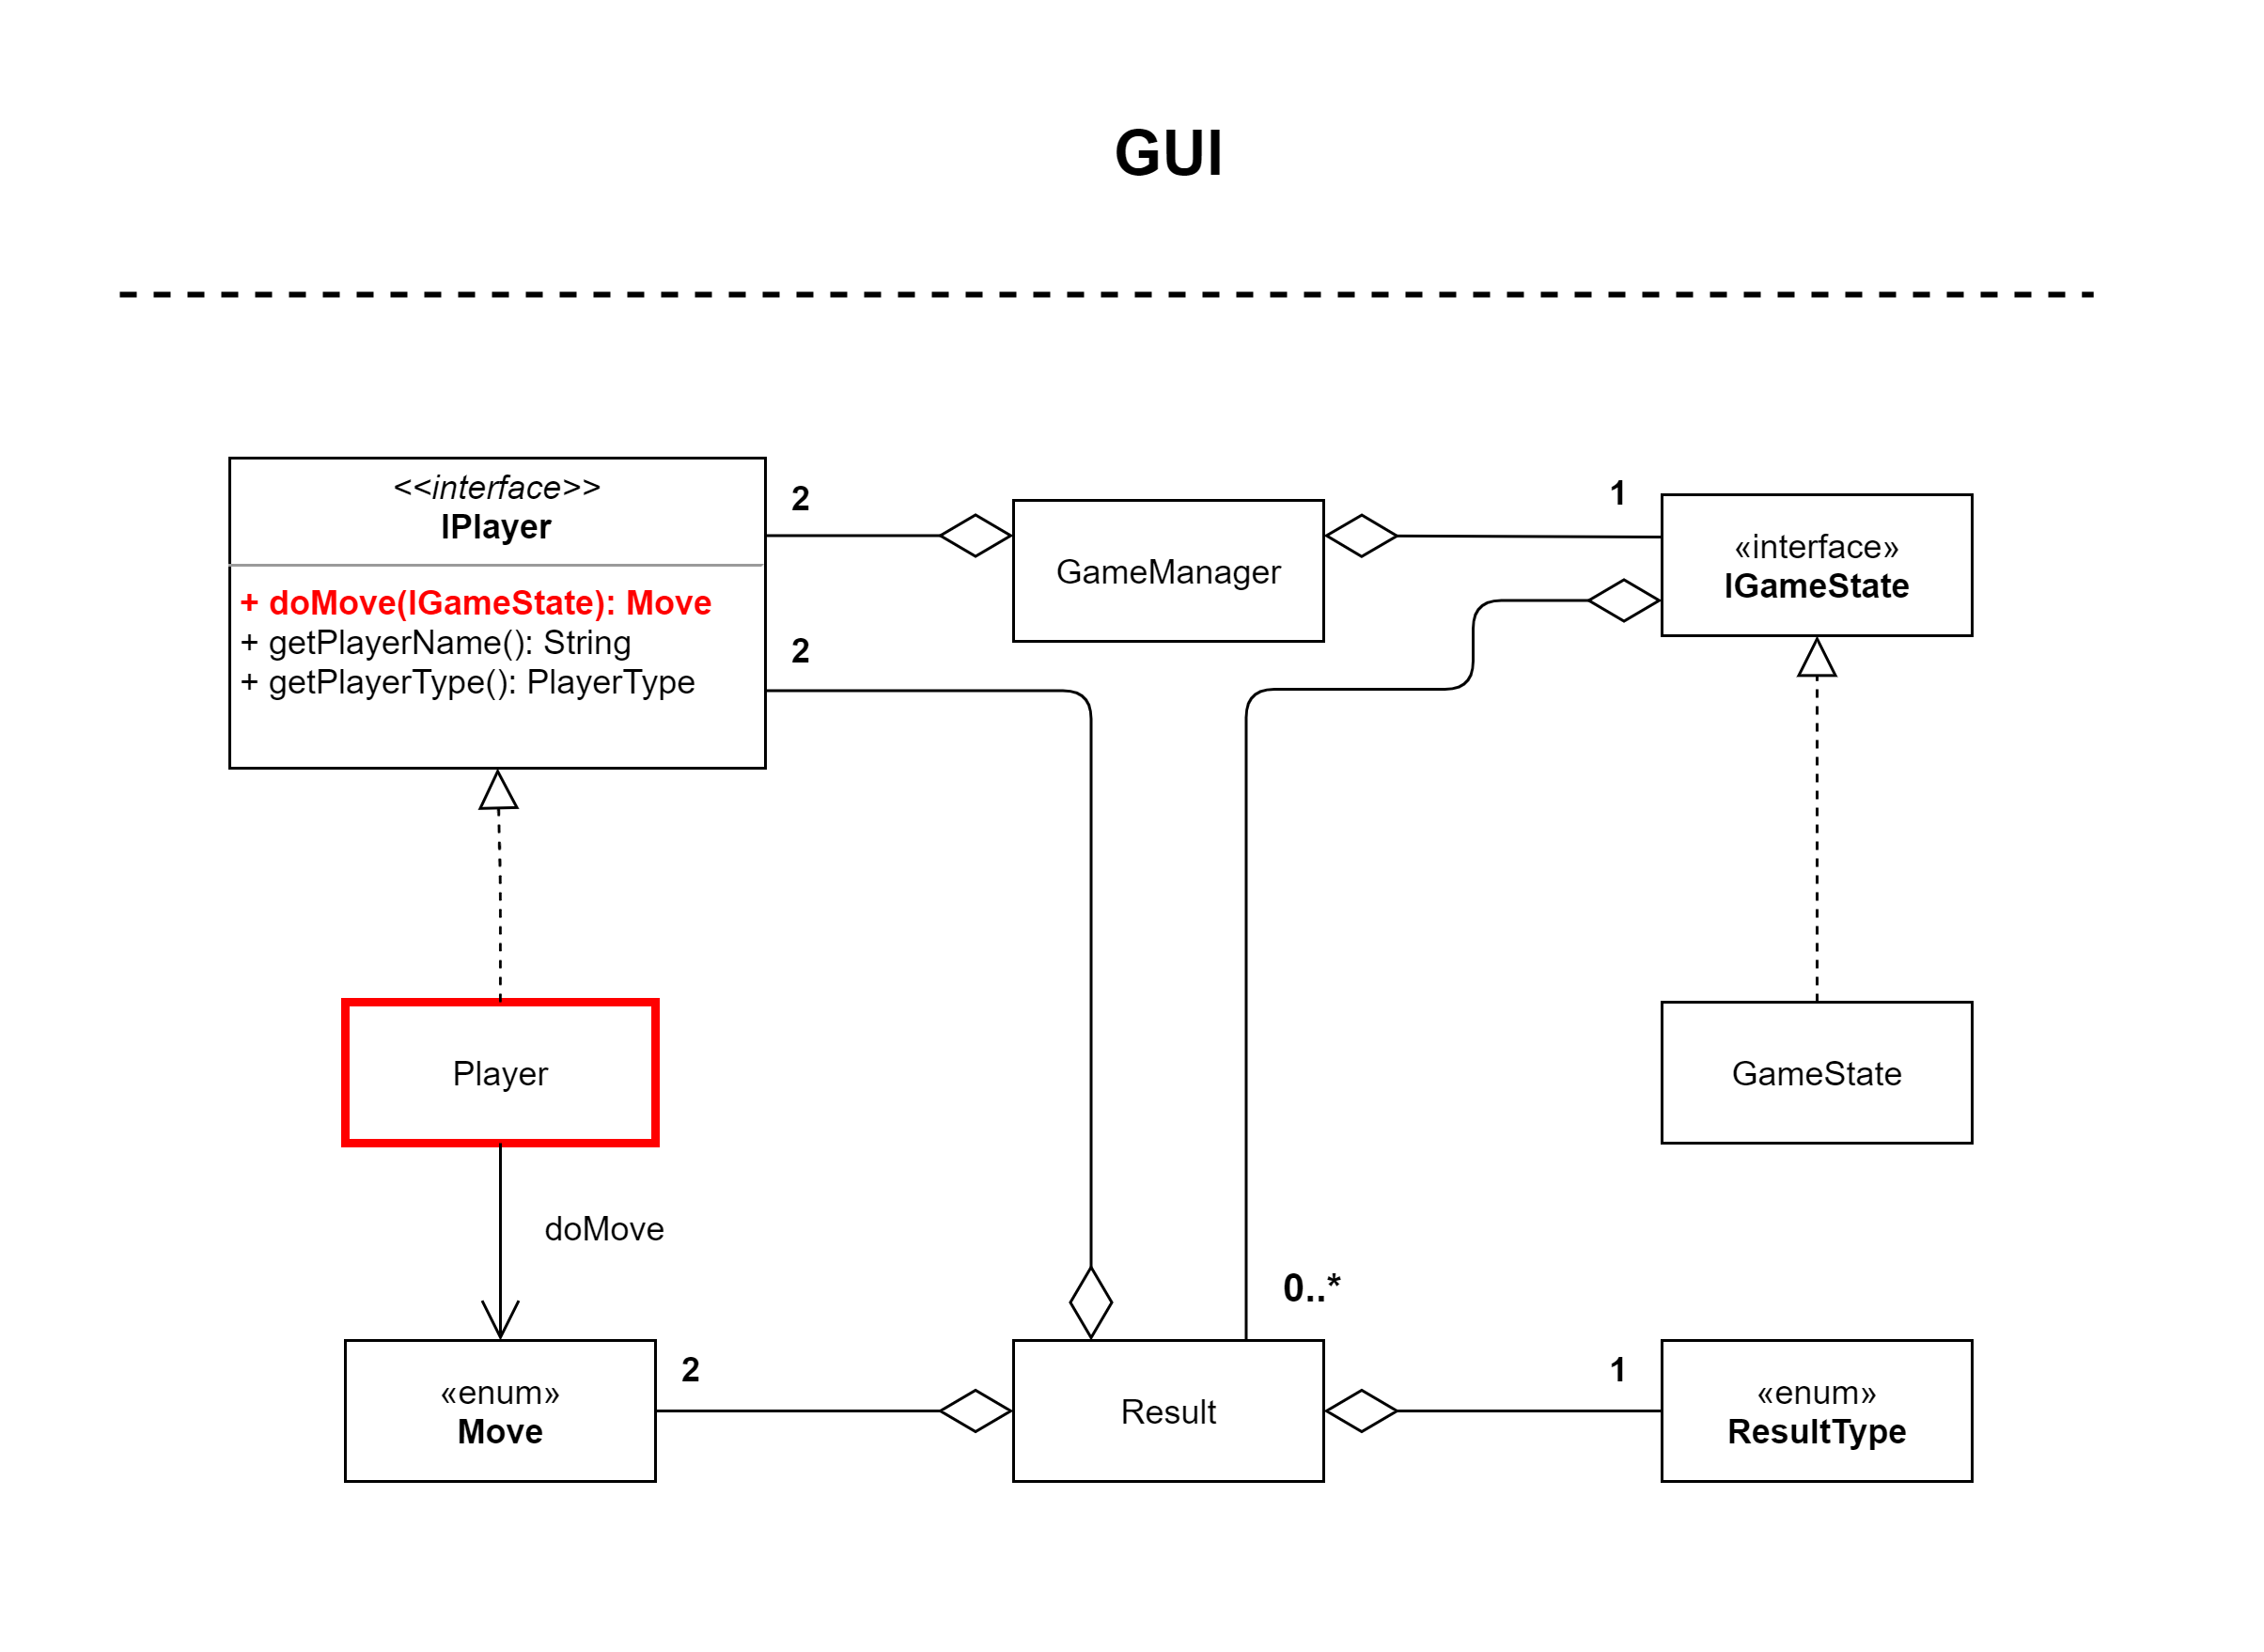 GUI
<<interface>>
IPlayer
+ doMove(IGameState): Move
+ getPlayerName(): String
+ getPlayerType(): PlayerType
2
2
GameManager
1
«interface»
IGameState
Player
GameState
doMove
0..*
«enum»
Move
2
Result
1
«enum»
ResultType